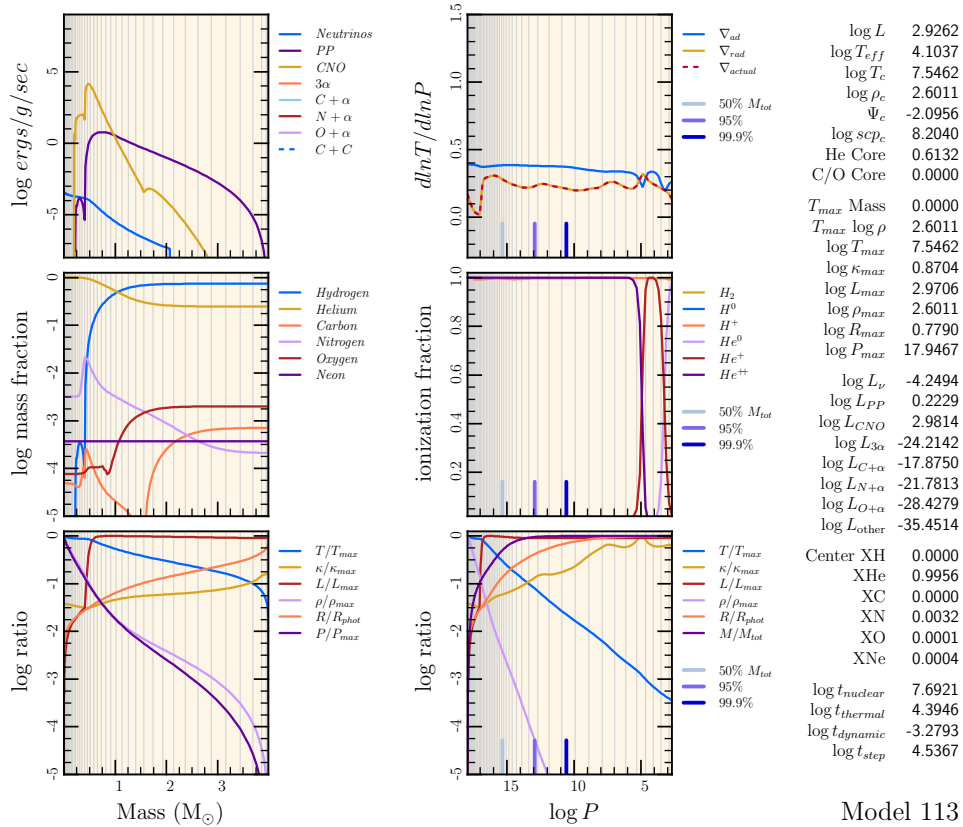 log ergs/g/sec
5
0
-5
Neutrinos
PP
CNO
3α
C + α
N + α
O + α
C + C
dlnT/dlnP
1.5
1.0
0.5
0.0
∇ad
∇rad
∇actual
50% Mtot
95%
99.9%
log L 2.9262
log Teff 4.1037
log Tc 7.5462
log ρc 2.6011
Ψc -2.0956
log scpc 8.2040
He Core 0.6132
C/O Core 0.0000
Tmax Mass 0.0000
Tmax log ρ 2.6011
log Tmax 7.5462
log κmax 0.8704
log Lmax 2.9706
log ρmax 2.6011
log Rmax 0.7790
log Pmax 17.9467
log Lν -4.2494
log LPP 0.2229
log LCNO 2.9814
log L3α -24.2142
log LC+α -17.8750
log LN+α -21.7813
log LO+α -28.4279
log Lother -35.4514
Center XH 0.0000
XHe 0.9956
XC 0.0000
XN 0.0032
XO 0.0001
XNe 0.0004
log tnuclear 7.6921
log tthermal 4.3946
log tdynamic -3.2793
log tstep 4.5367
log mass fraction
0
-1
-2
-3
-4
-5
Hydrogen
Helium
Carbon
Nitrogen
Oxygen
Neon
ionization fraction
1.0
0.8
0.6
0.4
0.2
H2
H0
H+
He0
He+
He++
50% Mtot
95%
99.9%
log ratio
0
-1
-2
-3
-4
-5
T/Tmax
κ/κmax
L/Lmax
ρ/ρmax
R/Rphot
P/Pmax
1 2 3
Mass (M⊙)
log ratio
0
-1
-2
-3
-4
-5
T/Tmax
κ/κmax
L/Lmax
ρ/ρmax
R/Rphot
M/Mtot
50% Mtot
95%
99.9%
15 10 5
log P
Model 113